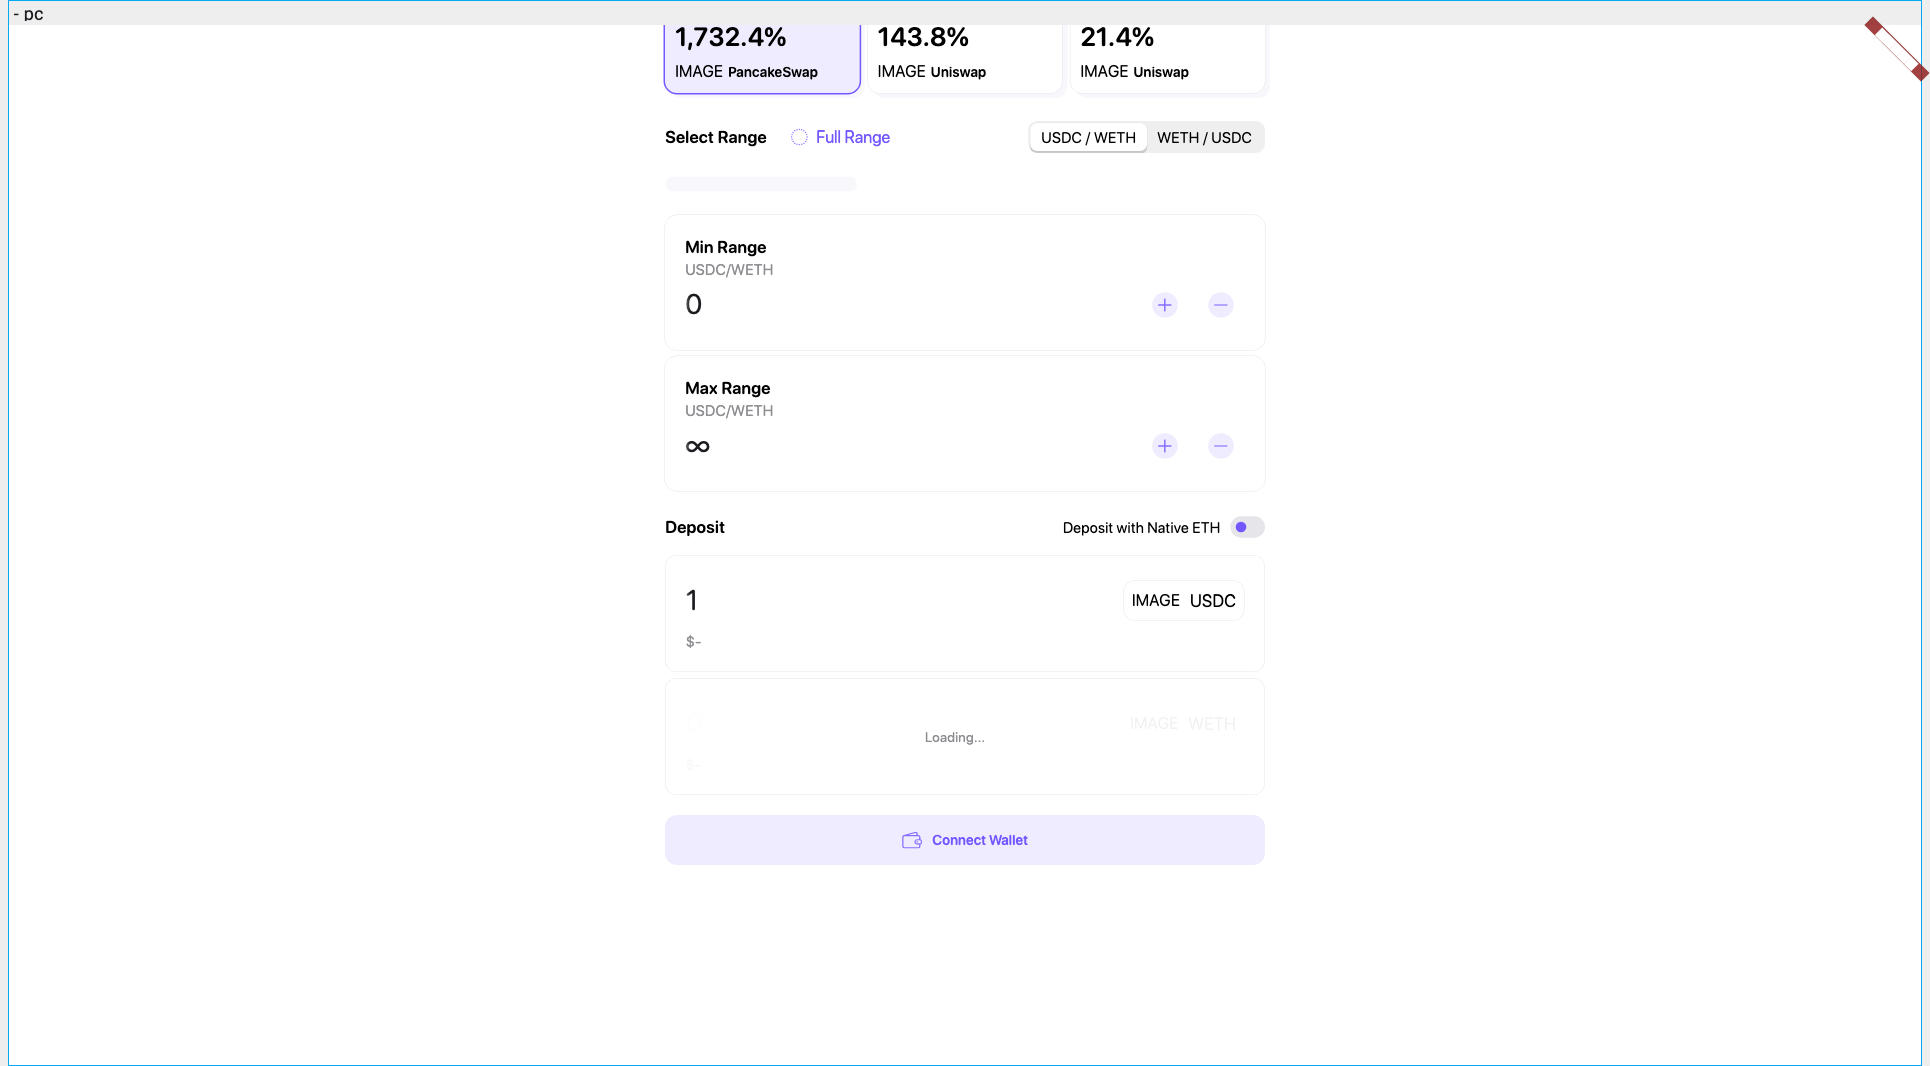 - pc
1,732.4% 143.8% 21.4%
IMAGE PancakeSwap IMAGE Uniswap IMAGE Uniswap
Select Range Full Range USDC / WETH WETH / USDC
Min Range
USDC/WETH
0
Max Range
USDC/WETH
∞
Deposit Deposit with Native ETH
1 IMAGE USDC
$-
0 IMAGE WETH
Loading...
$-
Connect Wallet